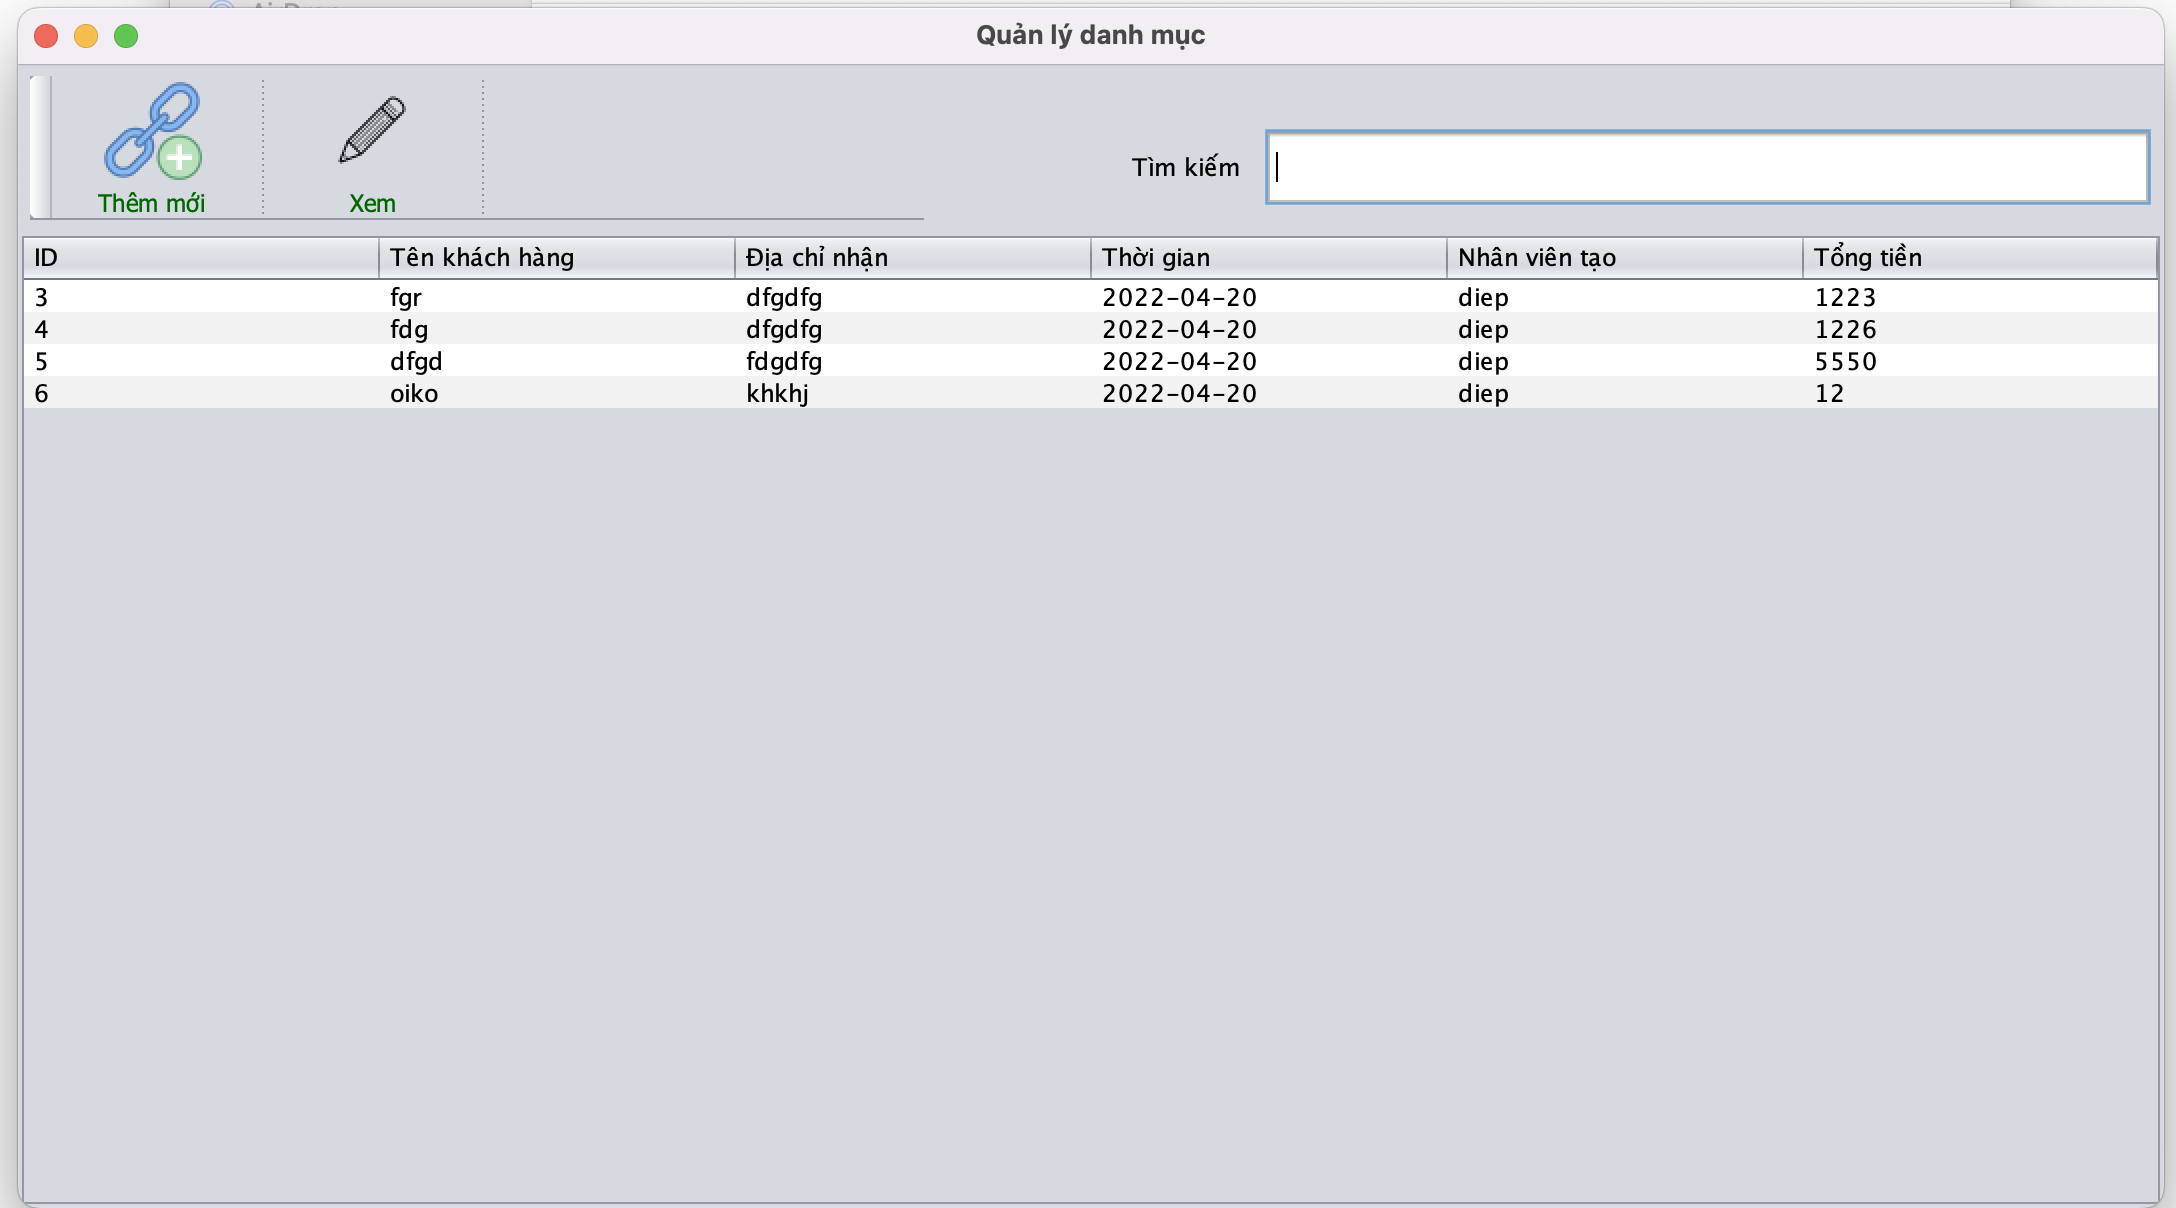 Quản lý danh mục
Thêm mới
Xem
Tìm kiếm
ID Tên khách hàng Địa chỉ nhận Thời gian Nhân viên tạo Tổng tiền
3 fgr dfgdfg 2022-04-20 diep 1223
4 fdg dfgdfg 2022-04-20 diep 1226
5 dfgd fdgdfg 2022-04-20 diep 5550
6 oiko khkhj 2022-04-20 diep 12